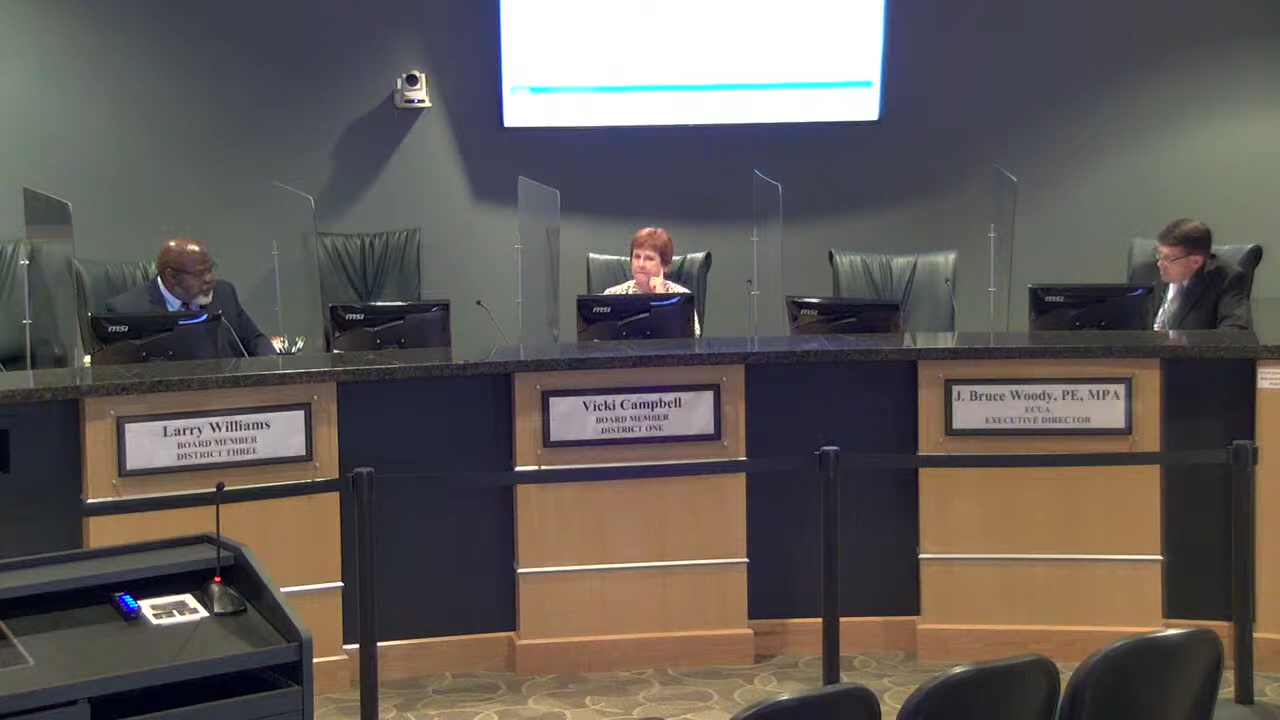 msi
msi
msi
msi
msi
Larry Williams
BOARD MEMBER
DISTRICT THREE
Vicki Campbell
BOARD MEMBER
DISTRICT ONE
J. Bruce Woody, PE, MPA
ECUA
EXECUTIVE DIRECTOR